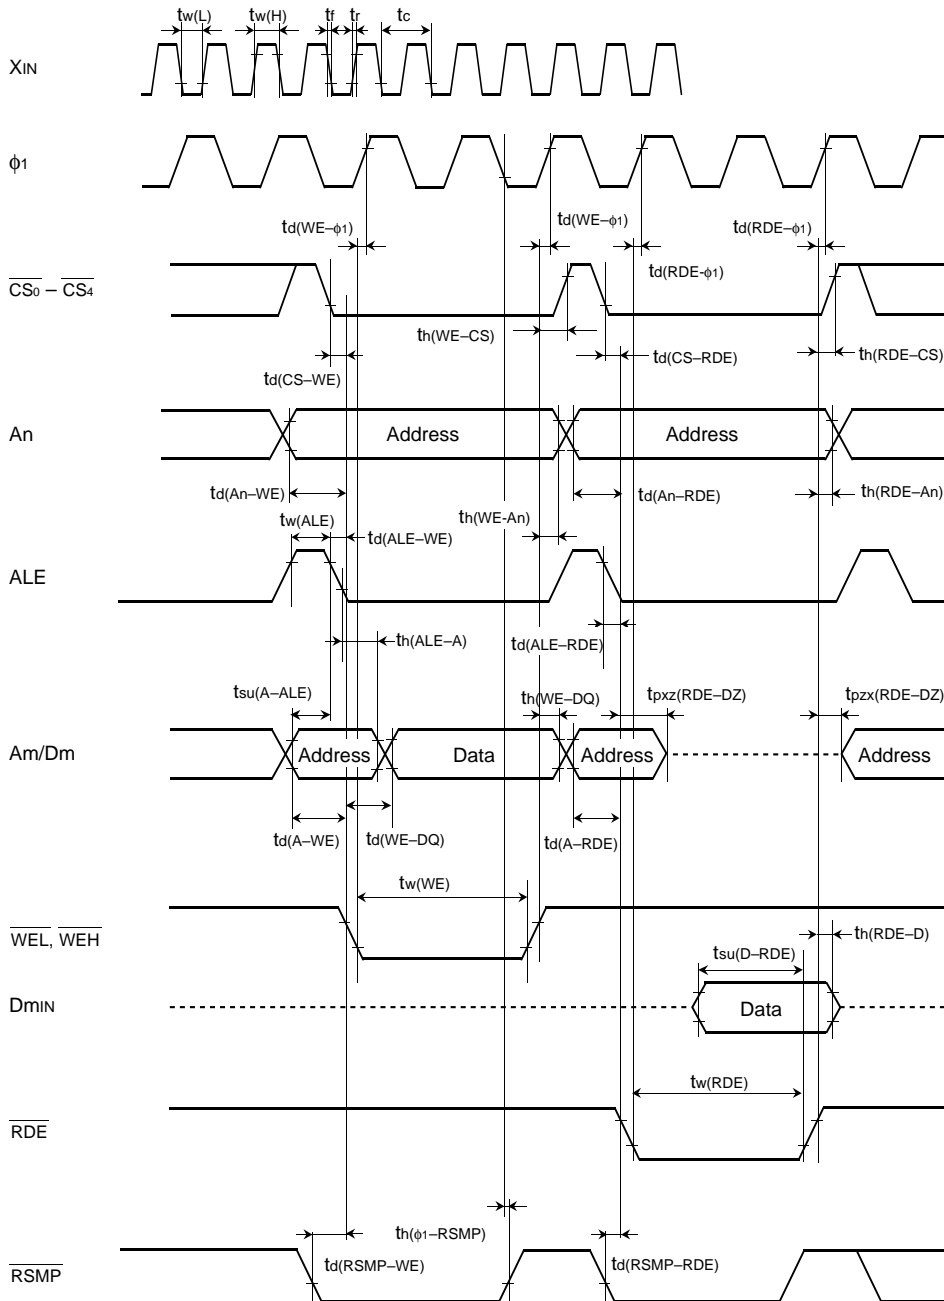 tw(L) tw(H) tf tr tc
XIN
ϕ1
td(WE–ϕ1) td(WE–ϕ1) td(RDE–ϕ1)
td(RDE-ϕ1)
CS0 – CS4
th(WE–CS) td(CS–RDE) th(RDE–CS)
td(CS–WE)
An Address Address
td(An–WE) td(An–RDE) th(RDE–An)
tw(ALE) th(WE-An)
td(ALE–WE)
ALE
th(ALE–A) td(ALE–RDE)
tsu(A–ALE) th(WE–DQ) tpxz(RDE–DZ) tpzx(RDE–DZ)
Am/Dm Address Data Address Address
td(A–WE) td(WE–DQ) td(A–RDE)
tw(WE)
WEL, WEH
th(RDE–D)
tsu(D–RDE)
DmIN Data
tw(RDE)
RDE
th(ϕ1–RSMP)
td(RSMP–WE) td(RSMP–RDE)
RSMP